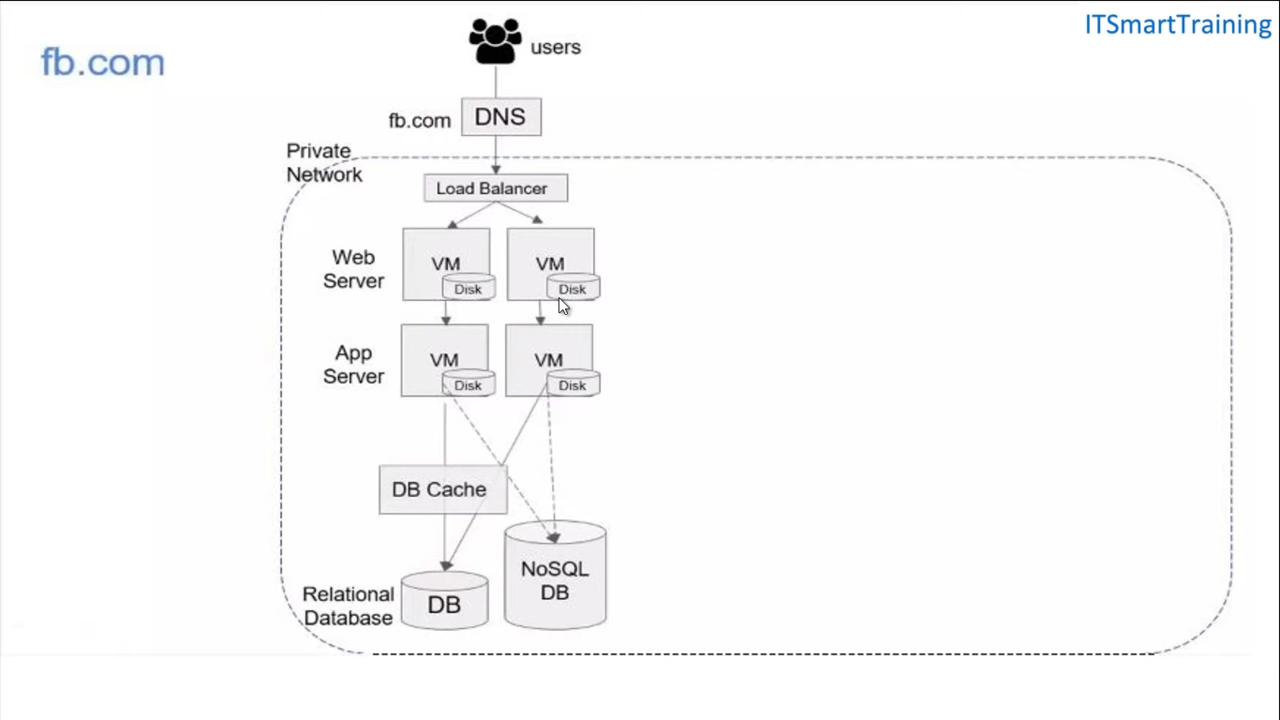 ITSmartTraining
fb.com
users
fb.com
DNS
Private
Network
Load Balancer
Web
Server
VM
Disk
VM
Disk
App
Server
VM
Disk
VM
Disk
DB Cache
NoSQL
DB
Relational
Database
DB